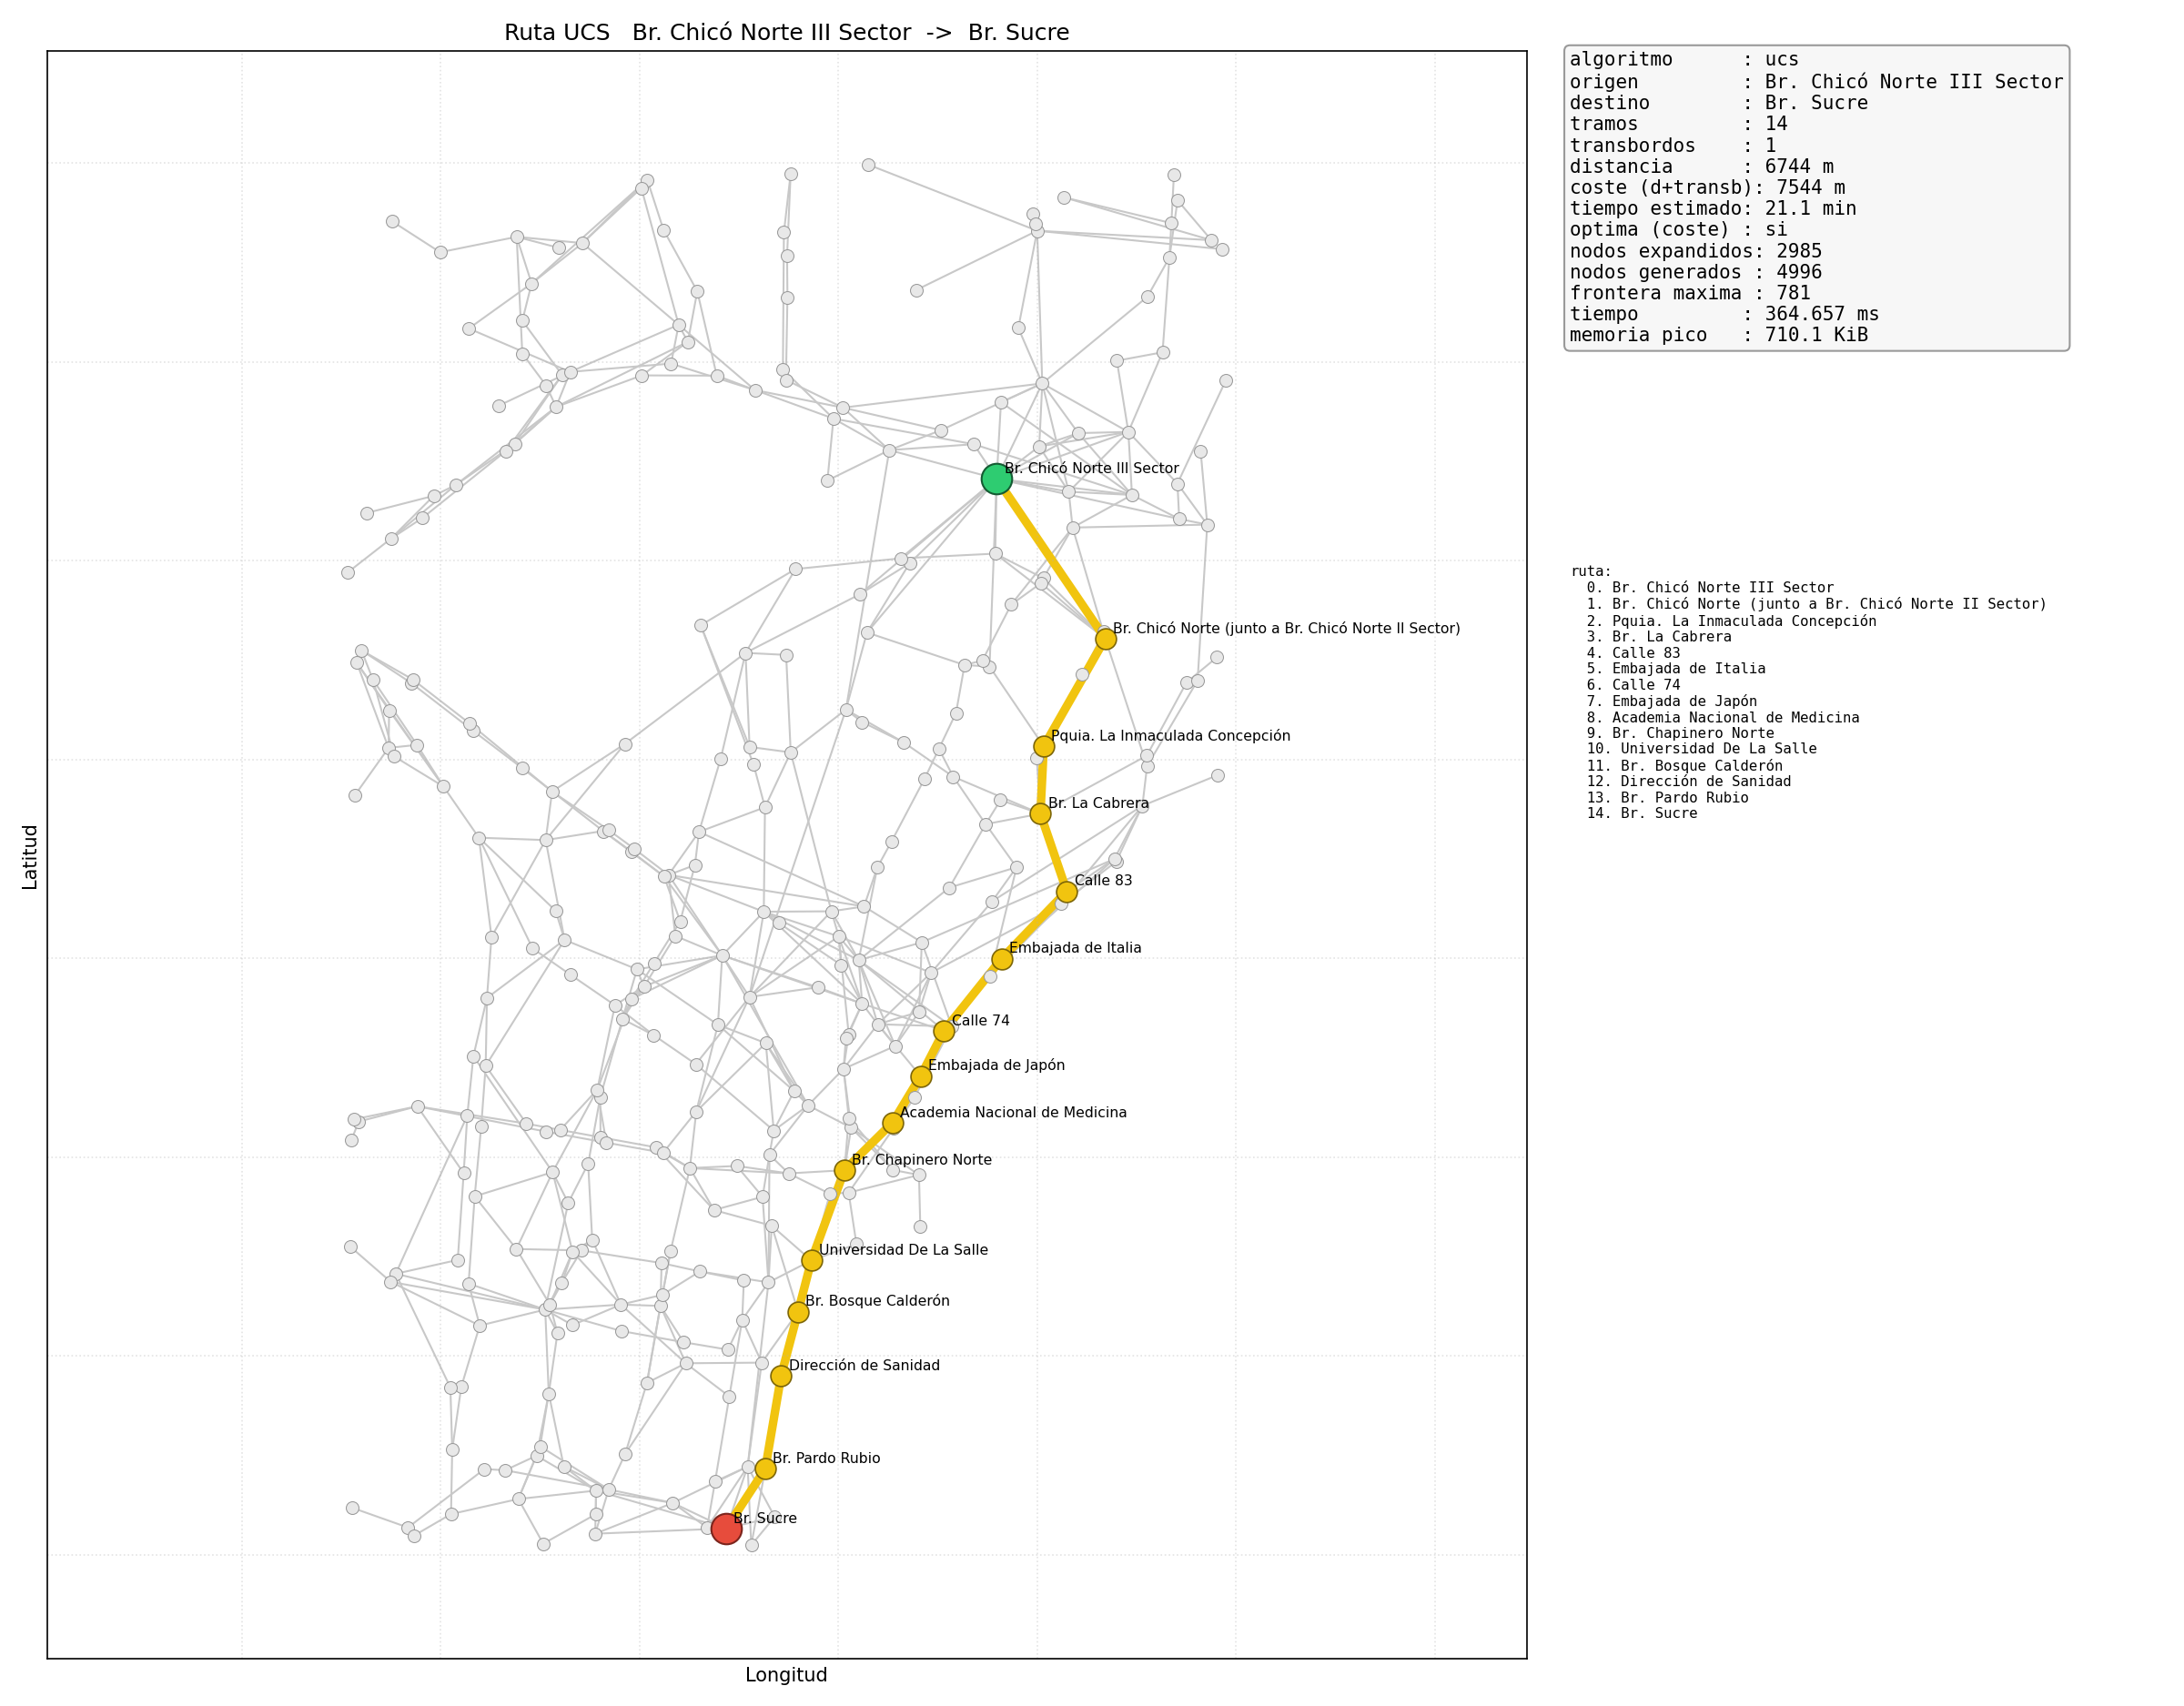 Ruta UCS   Br. Chicó Norte III Sector  ->  Br. Sucre
algoritmo      : ucs
origen         : Br. Chicó Norte III Sector
destino        : Br. Sucre
tramos         : 14
transbordos    : 1
distancia      : 6744 m
coste (d+transb): 7544 m
tiempo estimado: 21.1 min
optima (coste) : si
nodos expandidos: 2985
nodos generados : 4996
frontera maxima : 781
tiempo         : 364.657 ms
memoria pico   : 710.1 KiB
Br. Chicó Norte III Sector
Br. Chicó Norte (junto a Br. Chicó Norte II Sector)
Pquia. La Inmaculada Concepción
Br. La Cabrera
Calle 83
Embajada de Italia
Calle 74
Embajada de Japón
Academia Nacional de Medicina
Br. Chapinero Norte
Universidad De La Salle
Br. Bosque Calderón
Dirección de Sanidad
Br. Pardo Rubio
Br. Sucre
ruta:
0. Br. Chicó Norte III Sector
1. Br. Chicó Norte (junto a Br. Chicó Norte II Sector)
2. Pquia. La Inmaculada Concepción
3. Br. La Cabrera
4. Calle 83
5. Embajada de Italia
6. Calle 74
7. Embajada de Japón
8. Academia Nacional de Medicina
9. Br. Chapinero Norte
10. Universidad De La Salle
11. Br. Bosque Calderón
12. Dirección de Sanidad
13. Br. Pardo Rubio
14. Br. Sucre
Latitud
Longitud